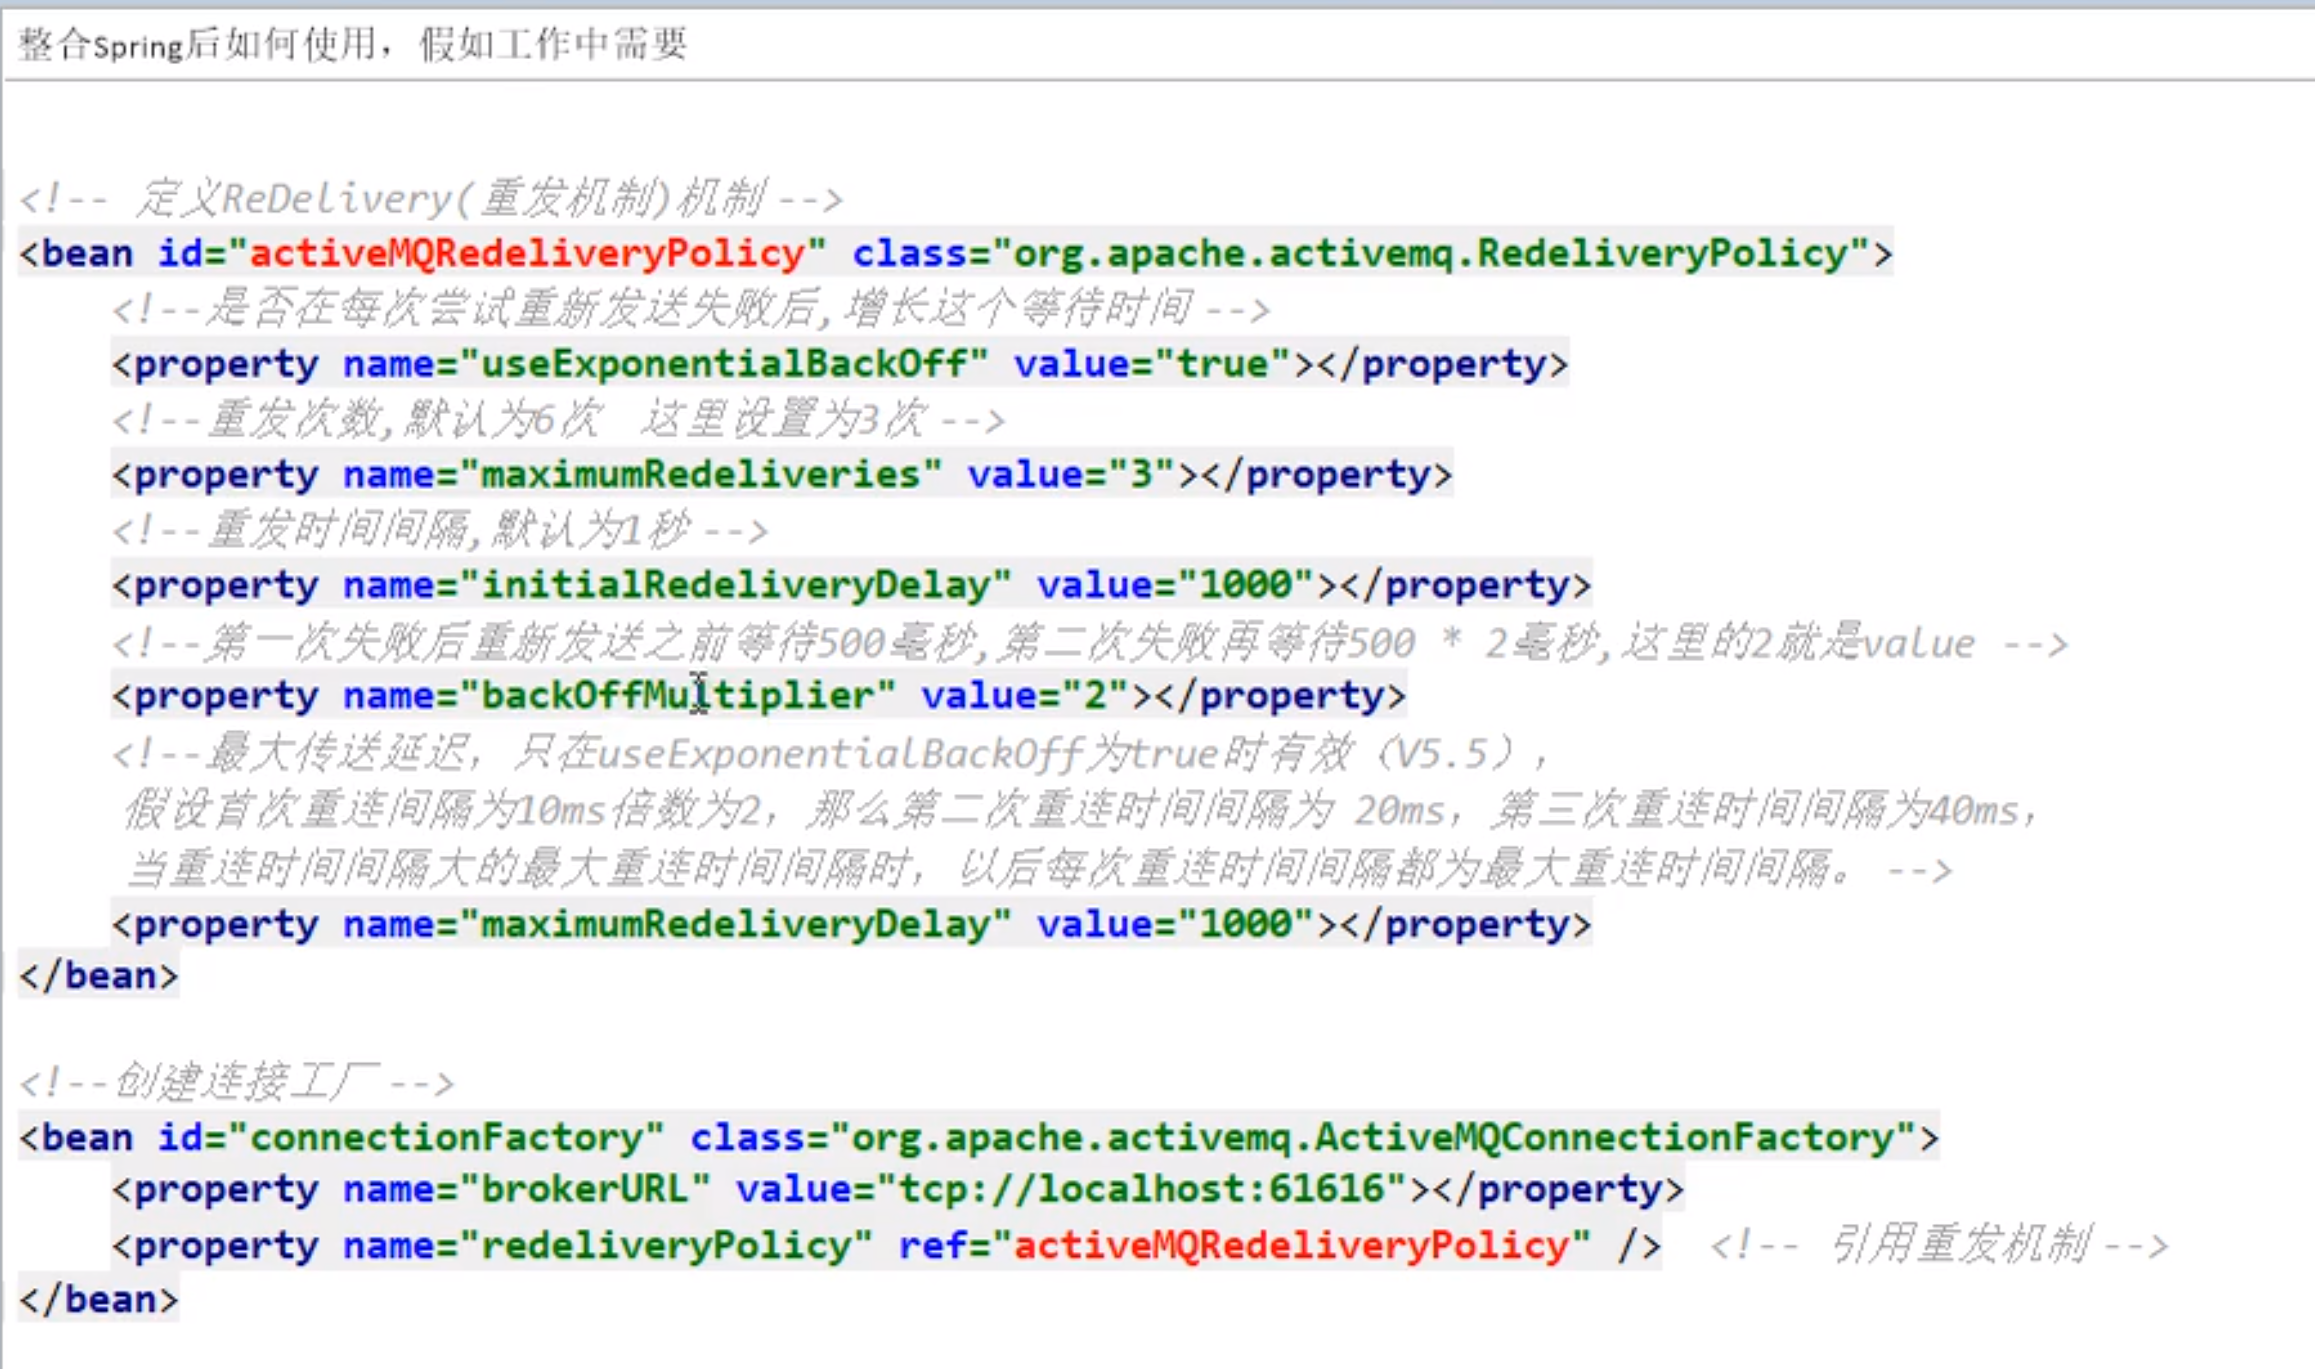 整合Spring后如何使用，假如工作中需要
<!-- 定义ReDelivery(重发机制)机制 -->
<bean id="activeMQRedeliveryPolicy" class="org.apache.activemq.RedeliveryPolicy">
<!--是否在每次尝试重新发送失败后,增长这个等待时间 -->
<property name="useExponentialBackOff" value="true"></property>
<!--重发次数,默认为6次 这里设置为3次 -->
<property name="maximumRedeliveries" value="3"></property>
<!--重发时间间隔,默认为1秒 -->
<property name="initialRedeliveryDelay" value="1000"></property>
<!--第一次失败后重新发送之前等待500毫秒,第二次失败再等待500 * 2毫秒,这里的2就是value -->
<property name="backOffMultiplier" value="2"></property>
<!--最大传送延迟，只在useExponentialBackOff为true时有效（V5.5），
假设首次重连间隔为10ms倍数为2，那么第二次重连时间间隔为 20ms，第三次重连时间间隔为40ms，
当重连时间间隔大的最大重连时间间隔时，以后每次重连时间间隔都为最大重连时间间隔。 -->
<property name="maximumRedeliveryDelay" value="1000"></property>
</bean>
<!--创建连接工厂-->
<bean id="connectionFactory" class="org.apache.activemq.ActiveMQConnectionFactory">
<property name="brokerURL" value="tcp://localhost:61616"></property>
<property name="redeliveryPolicy" ref="activeMQRedeliveryPolicy" /> <!-- 引用重发机制 -->
</bean>